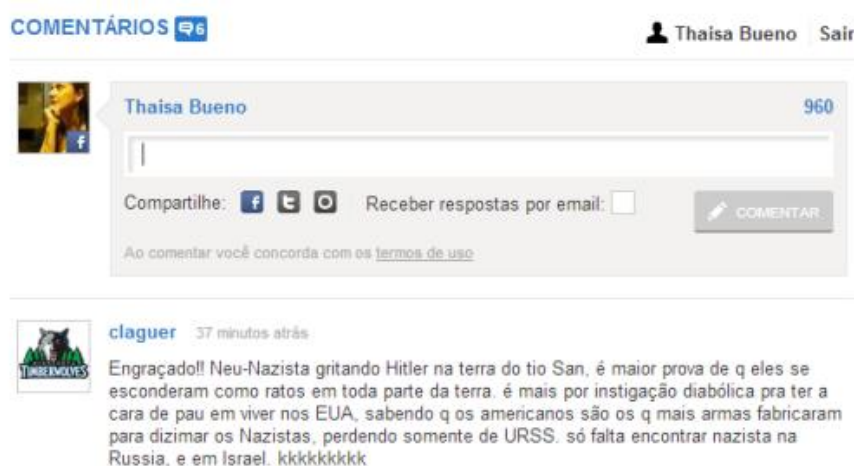 COMENTÁRIOS 6
Thaisa Bueno Sair
Thaisa Bueno 960
Compartilhe: Receber respostas por email:
COMENTAR
Ao comentar você concorda com os termos de uso
claguer 37 minutos atrás
TIMBERWOLVES
Engraçado!! Neu-Nazista gritando Hitler na terra do tio San, é maior prova de q eles se
esconderam como ratos em toda parte da terra. é mais por instigação diabólica pra ter a
cara de pau em viver nos EUA, sabendo q os americanos são os q mais armas fabricaram
para dizimar os Nazistas, perdendo somente de URSS. só falta encontrar nazista na
Russia, e em Israel. kkkkkkkkk